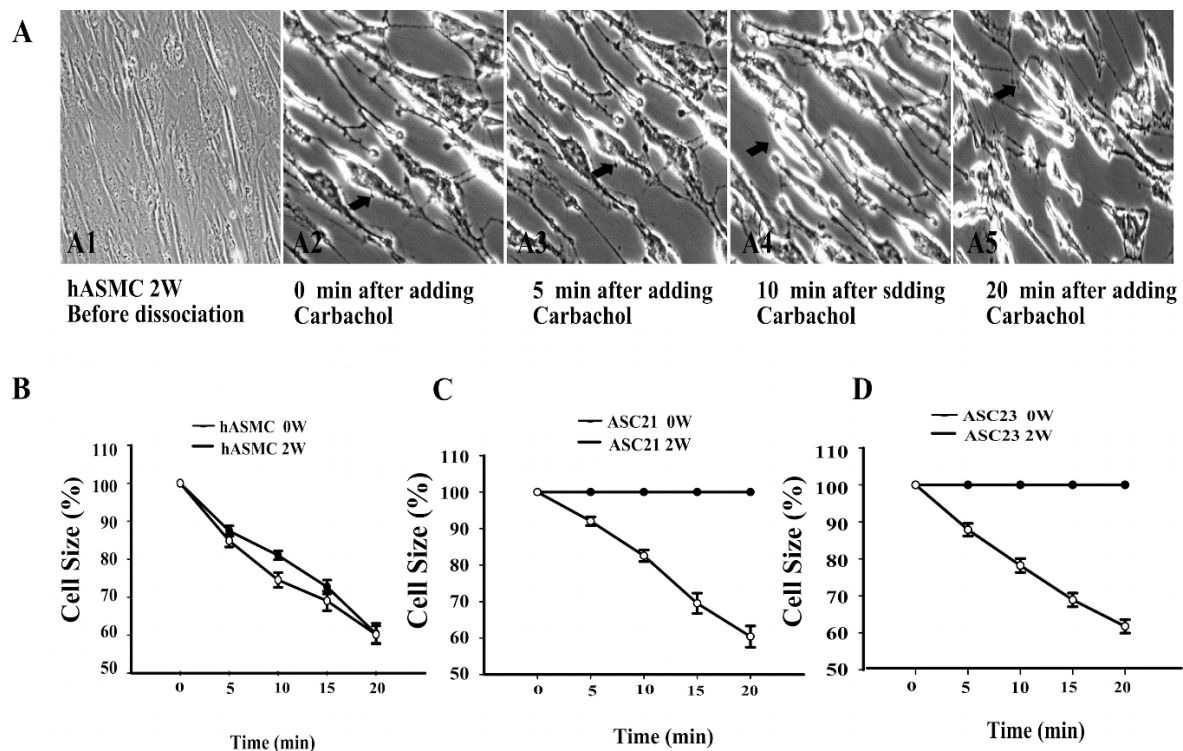 A
A1
A2
A3
A4
A5
hASMC 2W
Before dissociation
0 min after adding
Carbachol
5 min after adding
Carbachol
10 min after sdding
Carbachol
20 min after adding
Carbachol
B
hASMC 0W
hASMC 2W
110
100
90
80
70
60
50
Cell Size (%)
0 5 10 15 20
Time (min)
C
ASC21 0W
ASC21 2W
110
100
90
80
70
60
50
Cell Size (%)
0 5 10 15 20
Time (min)
D
ASC23 0W
ASC23 2W
110
100
90
80
70
60
50
Cell Size (%)
0 5 10 15 20
Time (min)